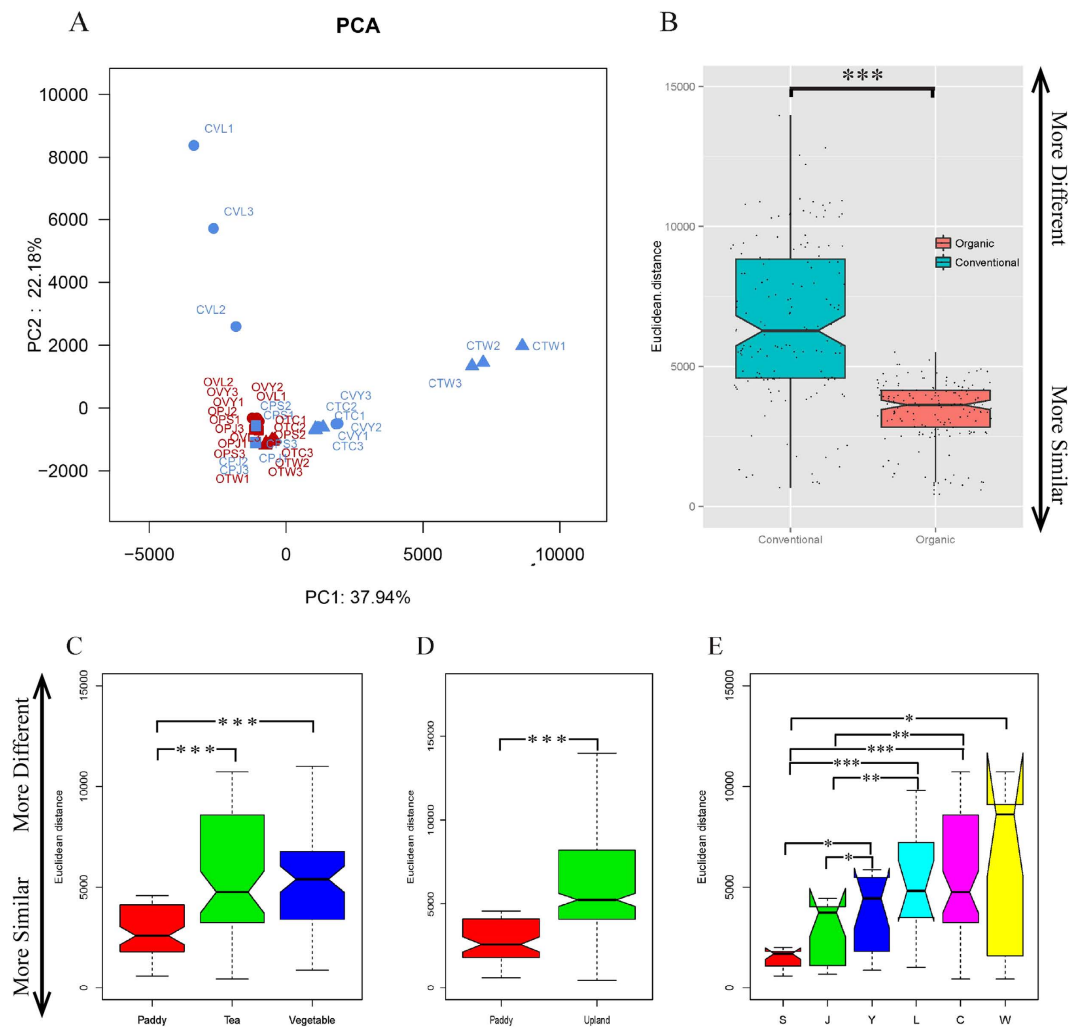 A
PCA
B
10000
8000
6000
4000
2000
0
−2000
−5000
0
5000
10000
PC2 : 22.18%
PC1: 37.94%
CVL1
CVL3
CVL2
CTW2
CTW1
CTW3
OVL2
OVY2
OVY3
OVL1
CVY3
OVY1
CPS2
CTC2
OPJ2
CTC1
OPS1
OTC1
CVY2
OPJ3
OTC2
OPS2
CVY1
OVL3
OPJ1
CPS3
CTC3
OPS3
CPJ1
OTC3
CPJ2
OTW2
CPJ3
OTW3
OTW1
15000
10000
5000
0
Euclidean.distance
***
Organic
Conventional
Conventional
Organic
More Different
More Similar
C
D
E
More Different
More Similar
15000
10000
5000
0
Euclidean distance
***
***
Paddy
Tea
Vegetable
15000
10000
5000
0
Euclidean distance
***
Paddy
Upland
15000
10000
5000
0
Euclidean distance
*
**
***
***
**
*
*
S
J
Y
L
C
W